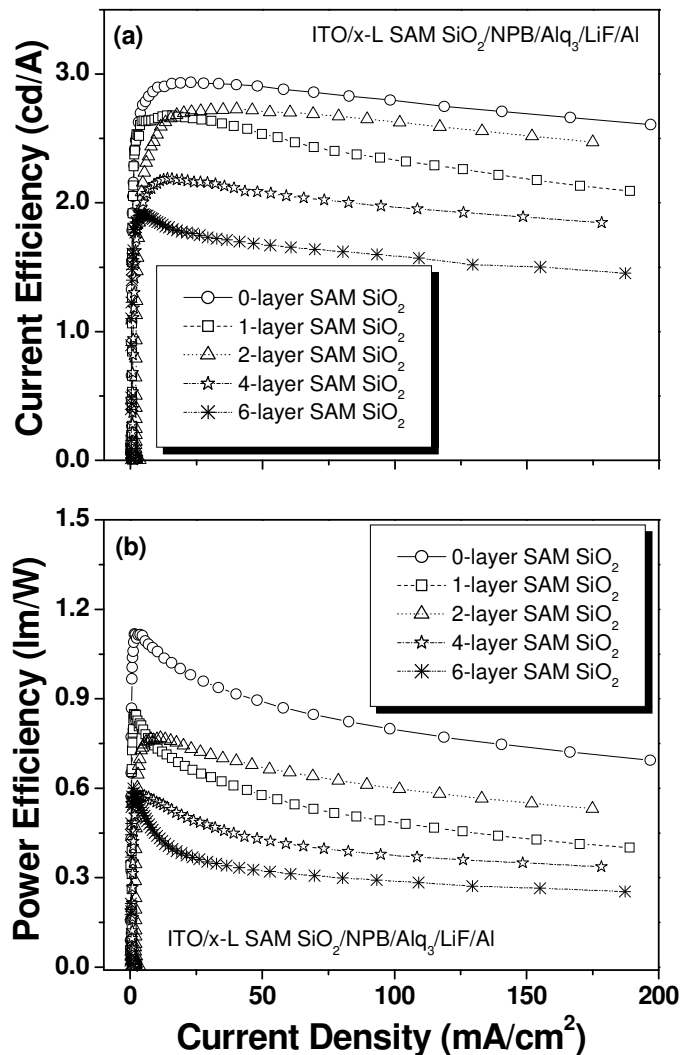 (a) ITO/x-L SAM SiO₂/NPB/Alq₃/LiF/Al
3.0
2.0
1.0
0.0
Current Efficiency (cd/A)
0-layer SAM SiO₂
1-layer SAM SiO₂
2-layer SAM SiO₂
4-layer SAM SiO₂
6-layer SAM SiO₂
(b)
1.5
1.2
0.9
0.6
0.3
0.0
Power Efficiency (lm/W)
0-layer SAM SiO₂
1-layer SAM SiO₂
2-layer SAM SiO₂
4-layer SAM SiO₂
6-layer SAM SiO₂
ITO/x-L SAM SiO₂/NPB/Alq₃/LiF/Al
0 50 100 150 200
Current Density (mA/cm²)